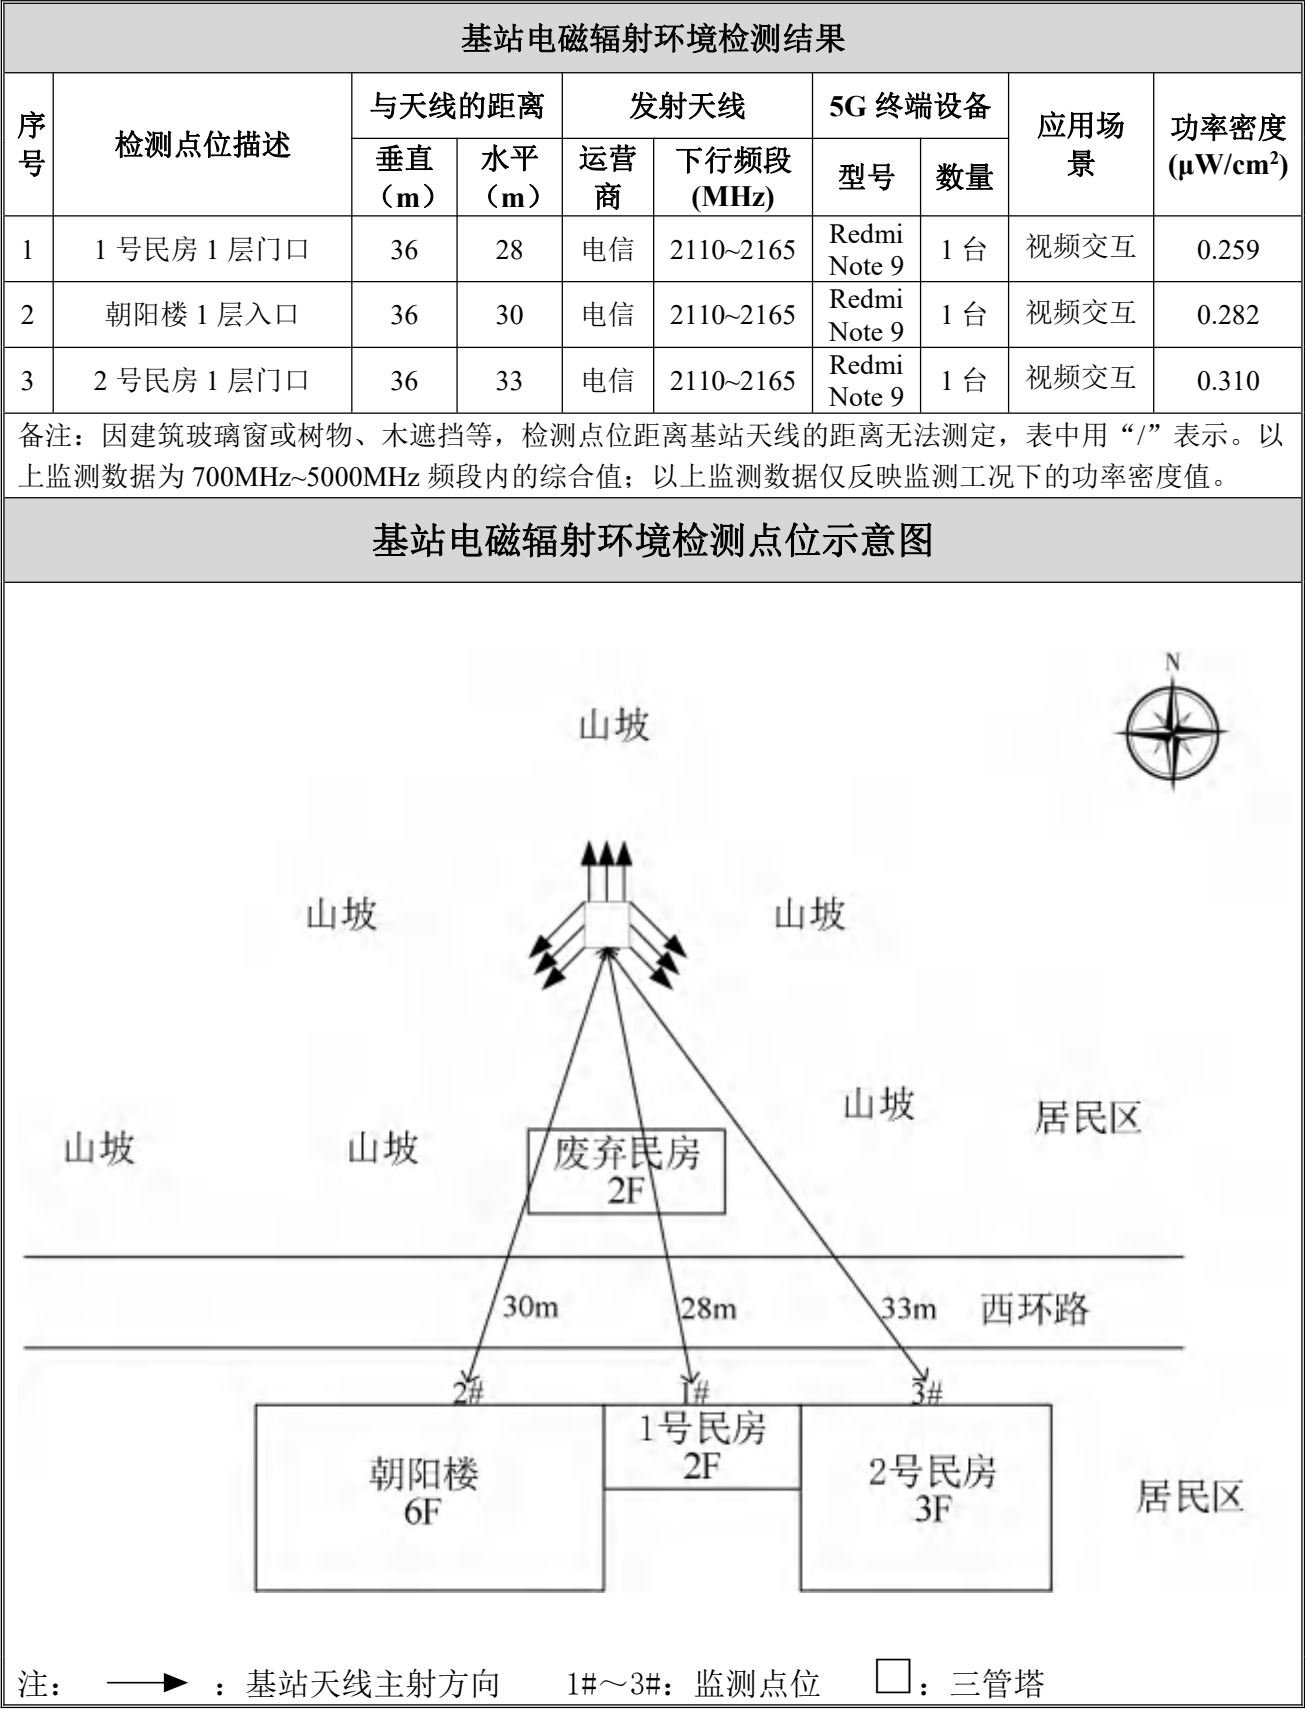 基站电磁辐射环境检测结果
序号 检测点位描述 与天线的距离 发射天线 5G 终端设备 应用场景 功率密度(μW/cm²)
垂直（m） 水平（m） 运营商 下行频段(MHz) 型号 数量
1 1 号民房 1 层门口 36 28 电信 2110~2165 Redmi Note 9 1 台 视频交互 0.259
2 朝阳楼 1 层入口 36 30 电信 2110~2165 Redmi Note 9 1 台 视频交互 0.282
3 2 号民房 1 层门口 36 33 电信 2110~2165 Redmi Note 9 1 台 视频交互 0.310
备注：因建筑玻璃窗或树物、木遮挡等，检测点位距离基站天线的距离无法测定，表中用“/”表示。以
上监测数据为 700MHz~5000MHz 频段内的综合值；以上监测数据仅反映监测工况下的功率密度值。
基站电磁辐射环境检测点位示意图
N
山坡
山坡 山坡
山坡 居民区
山坡 山坡 废弃民房
2F
30m 28m 33m 西环路
2# 1# 3#
1号民房
2F
朝阳楼
6F
2号民房
3F
居民区
注： ：基站天线主射方向 1#～3#：监测点位 ：三管塔